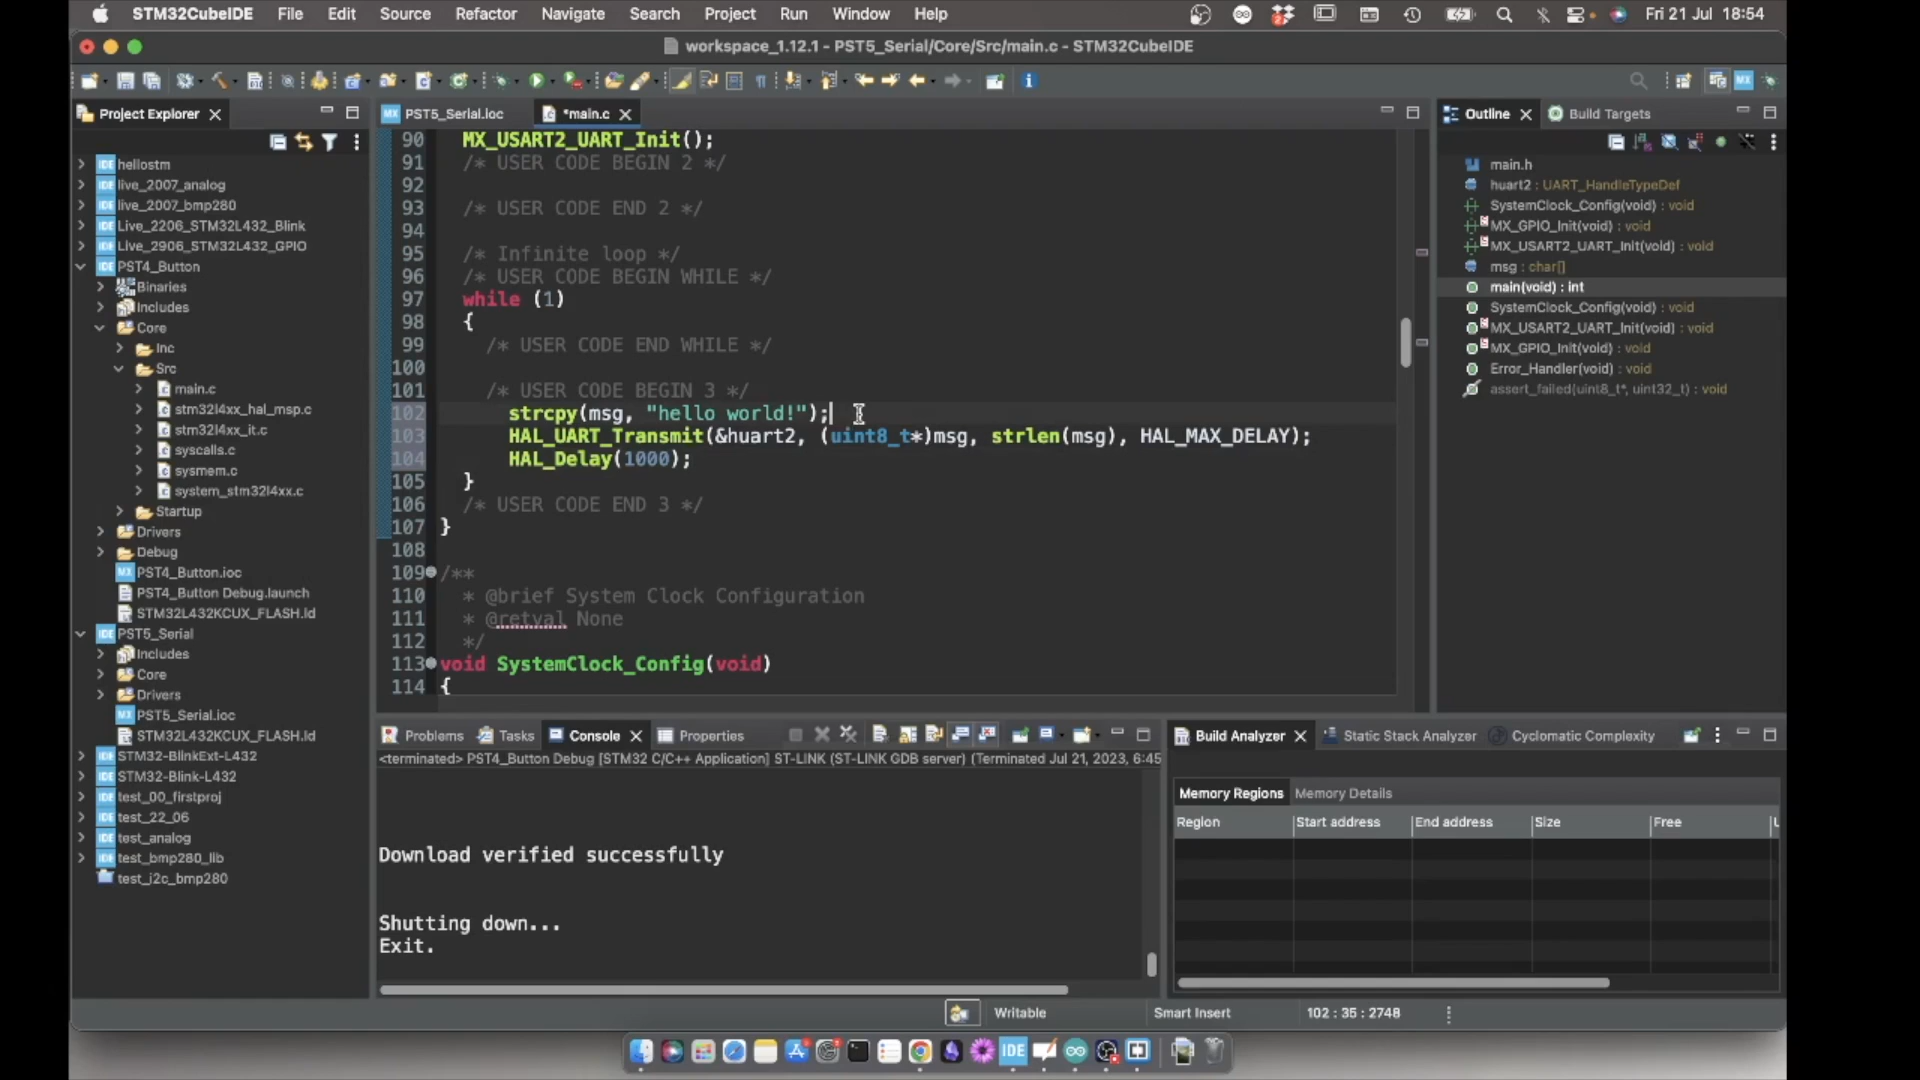 STM32CubeIDE File Edit Source Refactor Navigate Search Project Run Window Help Fri 21 Jul 18:54
workspace_1.12.1 - PST5_Serial/Core/Src/main.c - STM32CubeIDE
Project Explorer
hellostm
live_2007_analog
live_2007_bmp280
Live_2206_STM32L432_Blink
Live_2906_STM32L432_GPIO
PST4_Button
Binaries
Includes
Core
Inc
Src
main.c
stm32l4xx_hal_msp.c
stm32l4xx_it.c
syscalls.c
sysmem.c
system_stm32l4xx.c
Startup
Drivers
Debug
PST4_Button.ioc
PST4_Button Debug.launch
STM32L432KCUX_FLASH.ld
PST5_Serial
Includes
Core
Drivers
PST5_Serial.ioc
STM32L432KCUX_FLASH.ld
STM32-BlinkExt-L432
STM32-Blink-L432
test_00_firstproj
test_22_06
test_analog
test_bmp280_lib
test_i2c_bmp280
PST5_Serial.ioc *main.c
90 MX_USART2_UART_Init();
91 /* USER CODE BEGIN 2 */
92
93 /* USER CODE END 2 */
94
95 /* Infinite loop */
96 /* USER CODE BEGIN WHILE */
97 while (1)
98 {
99 /* USER CODE END WHILE */
100
101 /* USER CODE BEGIN 3 */
102 strcpy(msg, "hello world!");
103 HAL_UART_Transmit(&huart2, (uint8_t*)msg, strlen(msg), HAL_MAX_DELAY);
104 HAL_Delay(1000);
105 }
106 /* USER CODE END 3 */
107 }
108
109 /**
110 * @brief System Clock Configuration
111 * @retval None
112 */
113 void SystemClock_Config(void)
114 {
Outline Build Targets
main.h
huart2 : UART_HandleTypeDef
SystemClock_Config(void) : void
MX_GPIO_Init(void) : void
MX_USART2_UART_Init(void) : void
msg : char[]
main(void) : int
SystemClock_Config(void) : void
MX_USART2_UART_Init(void) : void
MX_GPIO_Init(void) : void
Error_Handler(void) : void
assert_failed(uint8_t*, uint32_t) : void
Problems Tasks Console Properties
<terminated> PST4_Button Debug [STM32 C/C++ Application] ST-LINK (ST-LINK GDB server) (Terminated Jul 21, 2023, 6:45
Download verified successfully
Shutting down...
Exit.
Build Analyzer Static Stack Analyzer Cyclomatic Complexity
Memory Regions Memory Details
Region Start address End address Size Free
Writable Smart Insert 102 : 35 : 2748
IDE